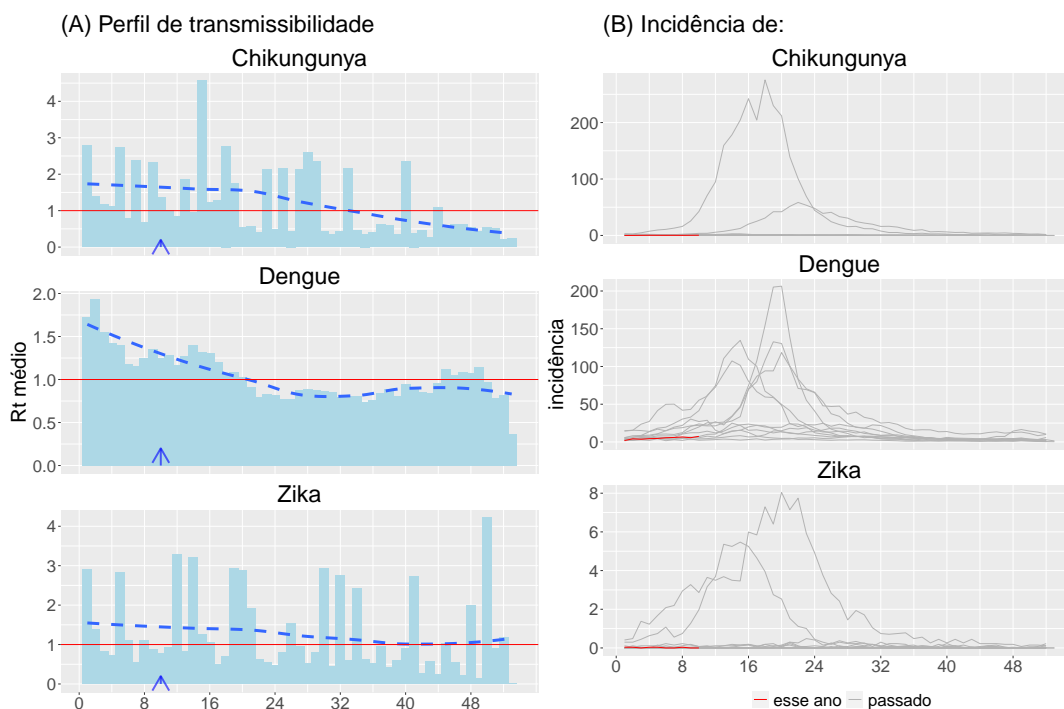 (A) Perfil de transmissibilidade
Chikungunya
4
3
2
1
0
Dengue
2.0
1.5
1.0
0.5
0.0
Rt médio
Zika
4
3
2
1
0
0 8 16 24 32 40 48
(B) Incidência de:
Chikungunya
200
100
0
Dengue
200
150
100
50
0
incidência
Zika
8
6
4
2
0
0 8 16 24 32 40 48
esse ano passado